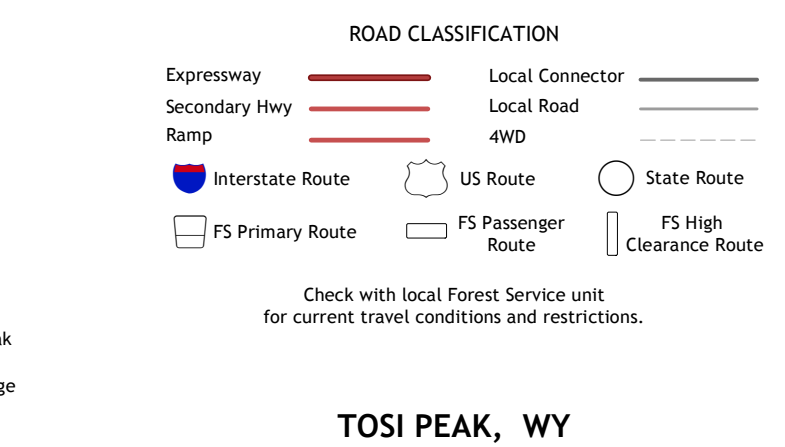 ROAD CLASSIFICATION
Expressway
Local Connector
Secondary Hwy
Local Road
Ramp
4WD
Interstate Route
US Route
State Route
FS Primary Route
FS Passenger
Route
FS High
Clearance Route
Check with local Forest Service unit
for current travel conditions and restrictions.
TOSI PEAK, WY